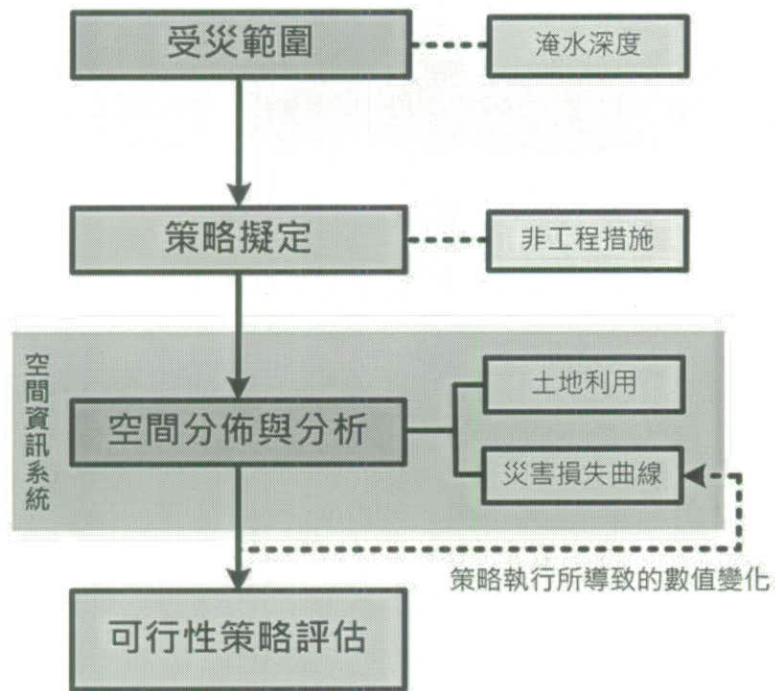 受災範圍
淹水深度
策略擬定
非工程措施
空間資訊系統
空間分佈與分析
土地利用
災害損失曲線
策略執行所導致的數值變化
可行性策略評估